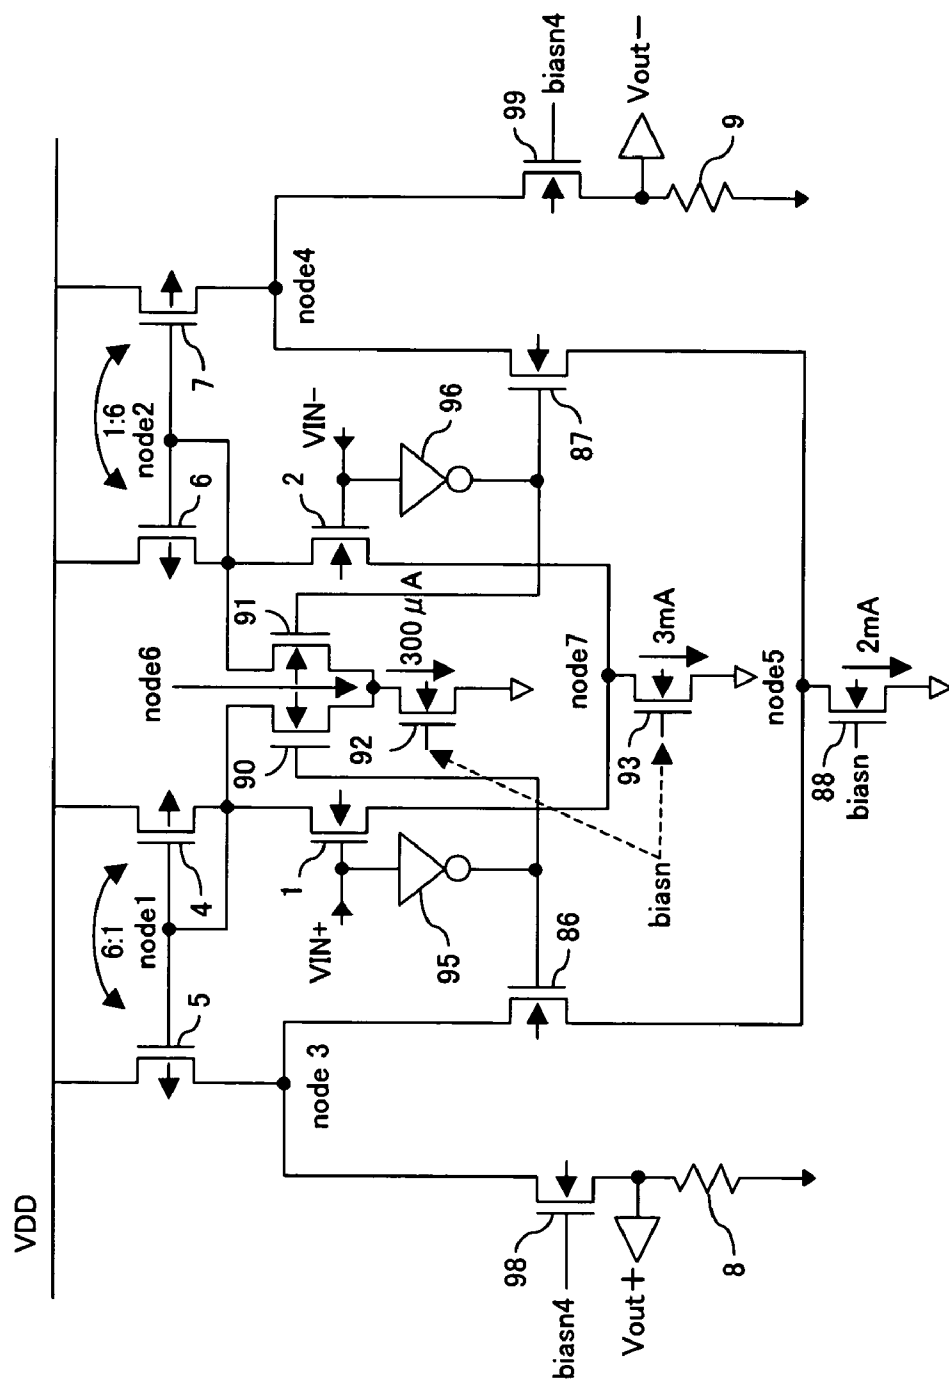 VDD
6:1
node1
1:6
node2
5
4
6
7
node 3
node6
node4
90
91
1
2
VIN+
VIN−
92
300μA
95
96
86
87
98
99
biasn4
biasn4
Vout+
Vout−
8
9
biasn
node7
93
3mA
node5
88
2mA
biasn